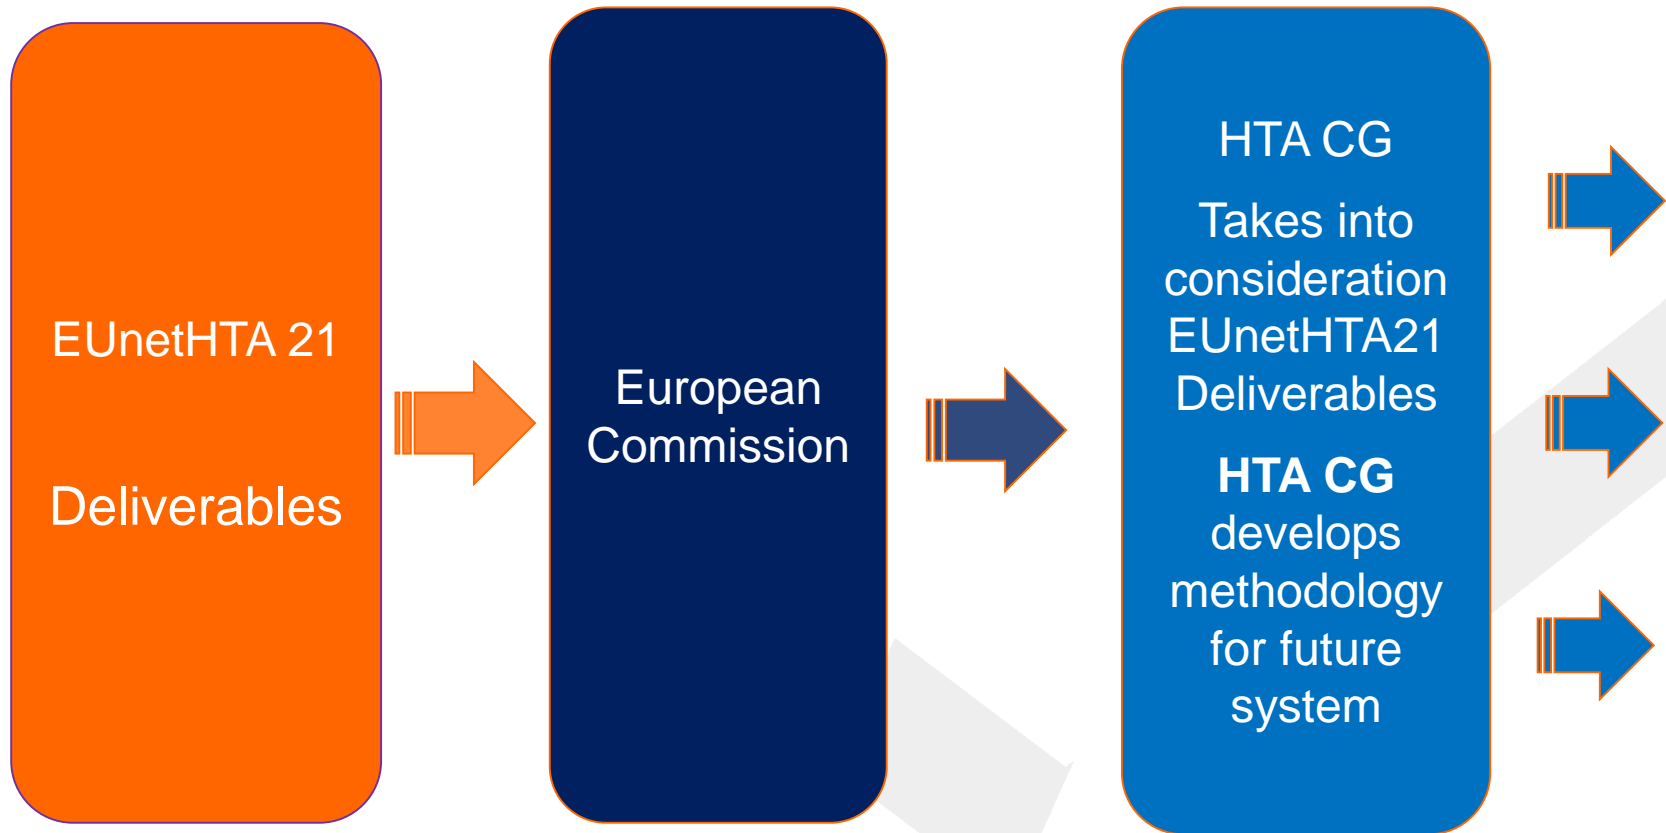 EUnetHTA 21
Deliverables
European
Commission
HTA CG
Takes into
consideration
EUnetHTA21
Deliverables
HTA CG
develops
methodology
for future
system